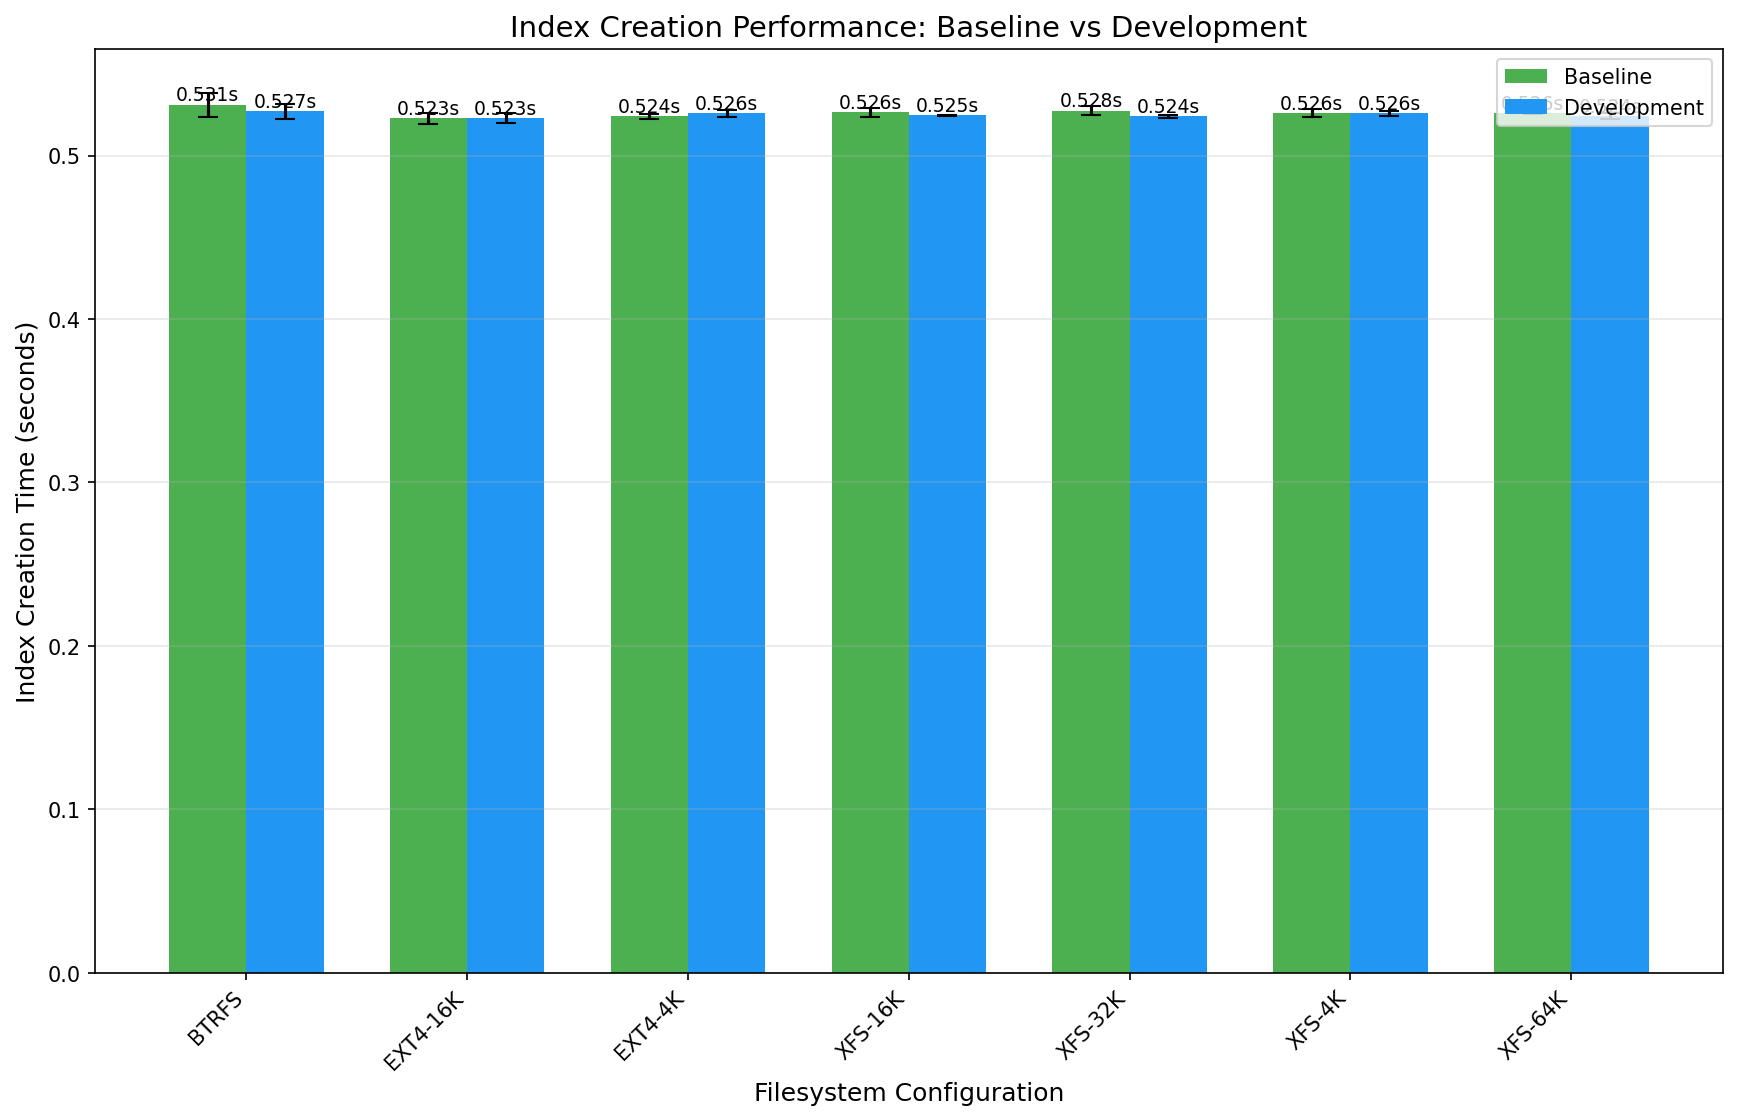 Index Creation Performance: Baseline vs Development
Baseline
Development
0.531s
0.527s
0.523s
0.523s
0.524s
0.526s
0.526s
0.525s
0.528s
0.524s
0.526s
0.526s
0.526s
Index Creation Time (seconds)
0.5
0.4
0.3
0.2
0.1
0.0
BTRFS
EXT4-16K
EXT4-4K
XFS-16K
XFS-32K
XFS-4K
XFS-64K
Filesystem Configuration